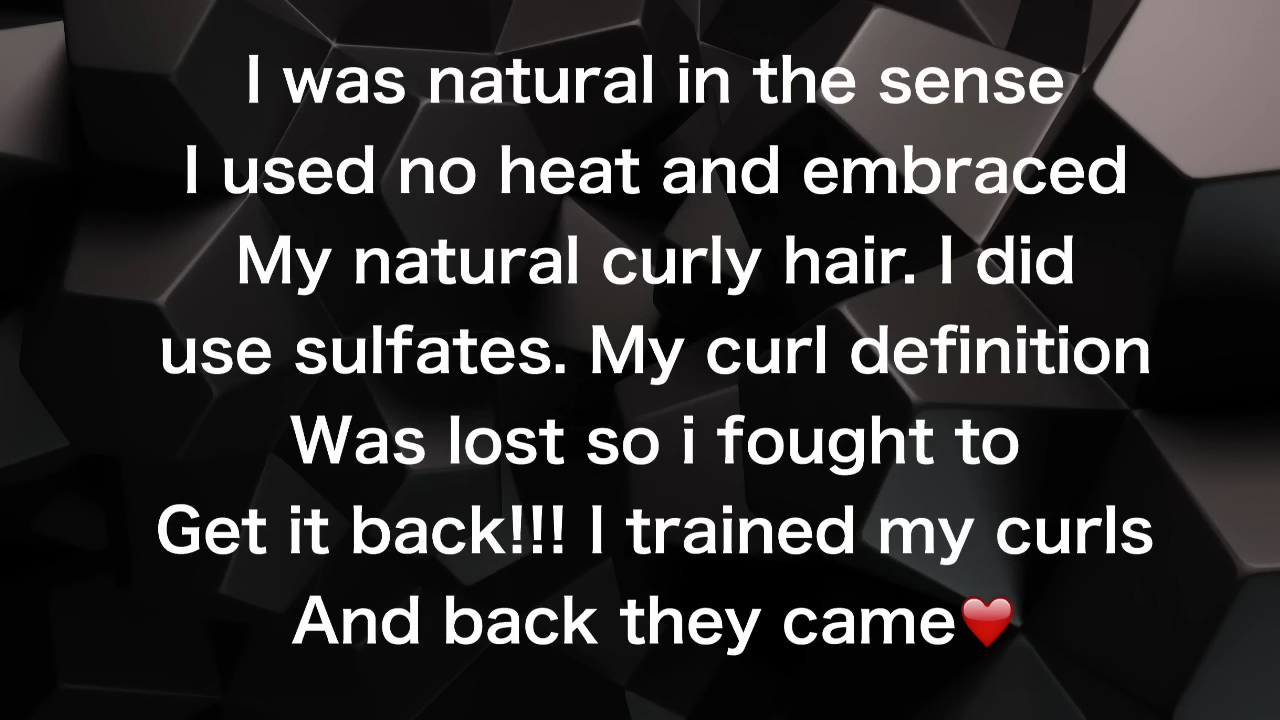 I was natural in the sense
I used no heat and embraced
My natural curly hair. I did
use sulfates. My curl definition
Was lost so i fought to
Get it back!!! I trained my curls
And back they came❤️